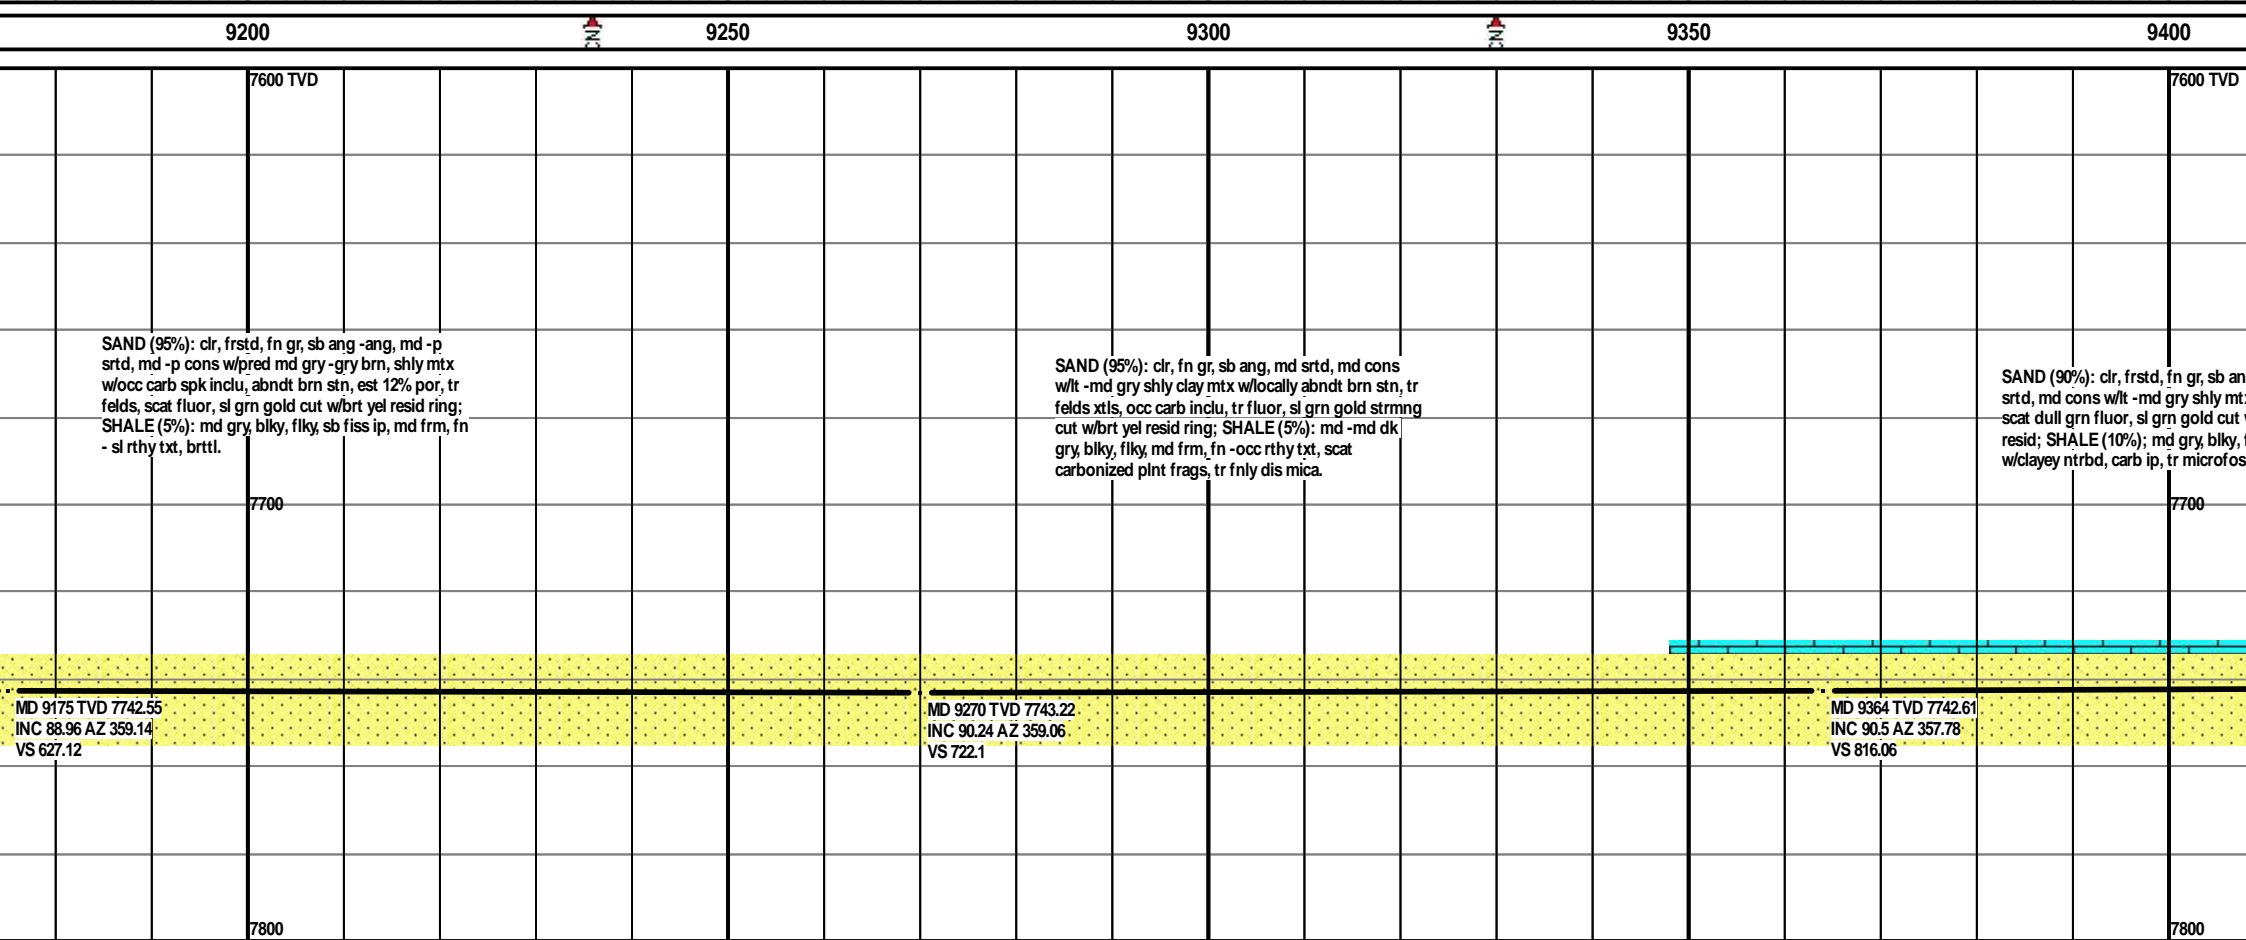 9200 9250 9300 9350 9400
CN CN
7600 TVD 7600 TVD
SAND (95%): clr, frstd, fn gr, sb ang -ang, md -p
srtd, md -p cons w/pred md gry -gry brn, shly mtx
w/occ carb spk inclu, abndt brn stn, est 12% por, tr
felds, scat fluor, sl grn gold cut w/brt yel resid ring;
SHALE (5%): md gry, blky, flky, sb fiss ip, md frm, fn
- sl rthy txt, brttl.
SAND (95%): clr, fn gr, sb ang, md srtd, md cons
w/lt -md gry shly clay mtx w/locally abndt brn stn, tr
felds xtls, occ carb inclu, tr fluor, sl grn gold strmng
cut w/brt yel resid ring; SHALE (5%): md -md dk
gry, blky, flky, md frm, fn -occ rthy txt, scat
carbonized plnt frags, tr fnly dis mica.
SAND (90%): clr, frstd, fn gr, sb an
srtd, md cons w/lt -md gry shly mtx
scat dull grn fluor, sl grn gold cut
resid; SHALE (10%); md gry, blky,
w/clayey ntrbd, carb ip, tr microfos
7700 7700
MD 9175 TVD 7742.55
INC 88.96 AZ 359.14
VS 627.12
MD 9270 TVD 7743.22
INC 90.24 AZ 359.06
VS 722.1
MD 9364 TVD 7742.61
INC 90.5 AZ 357.78
VS 816.06
7800 7800